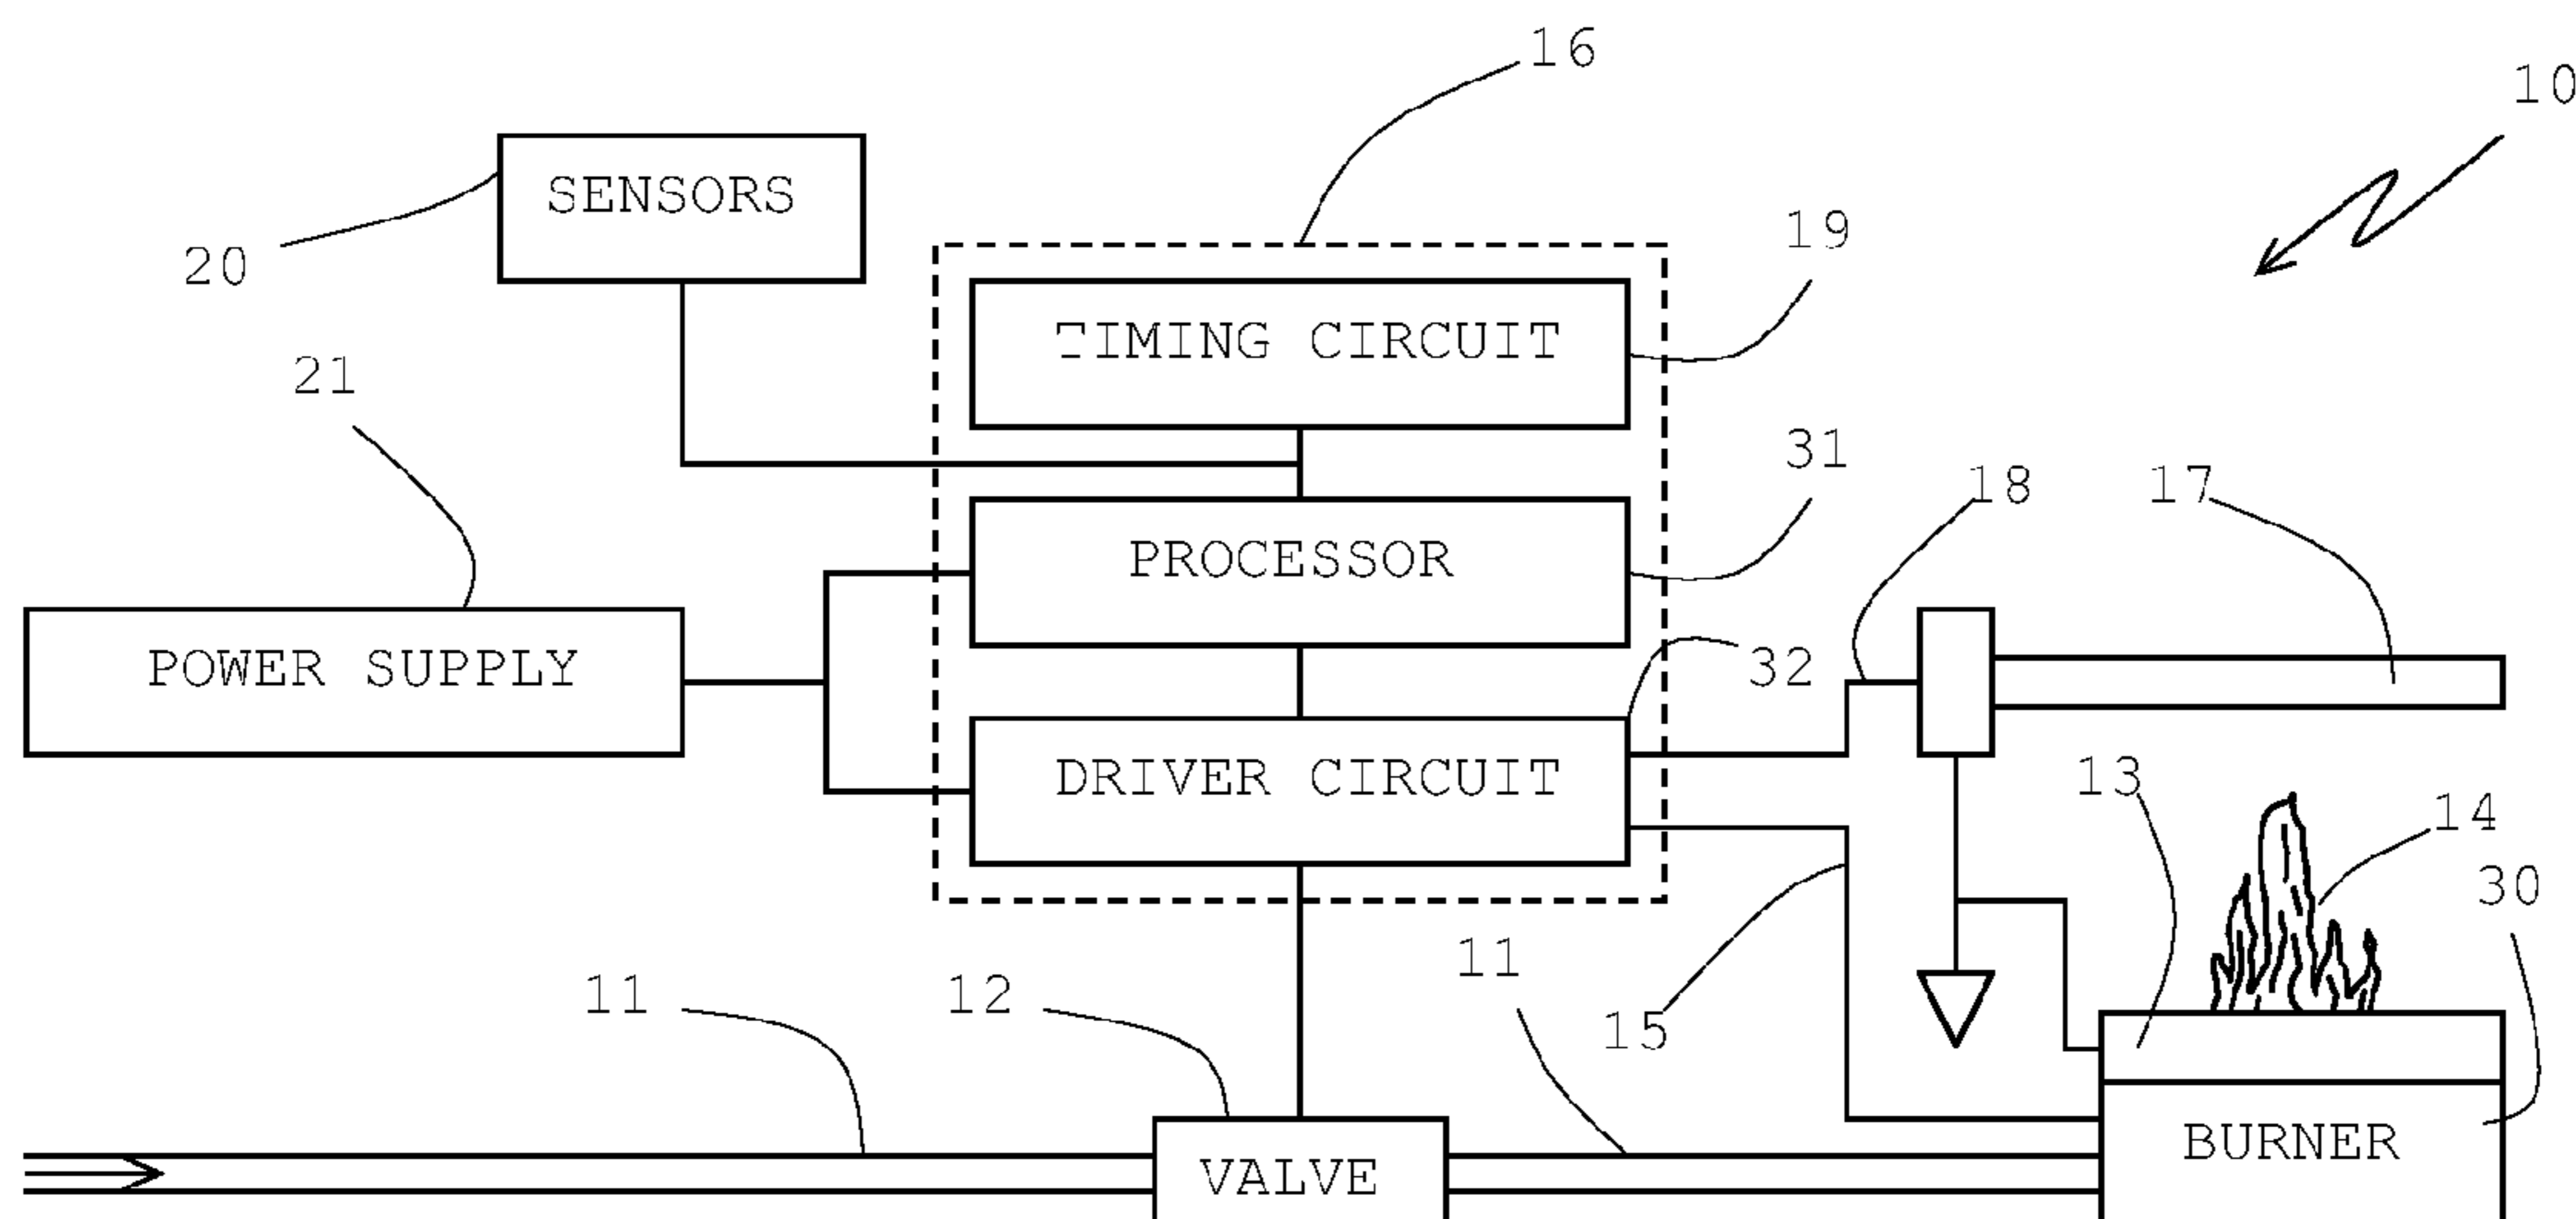 16
10
SENSORS
19
20
TIMING CIRCUIT
21
31
18
17
PROCESSOR
POWER SUPPLY
32
DRIVER CIRCUIT
13
14
30
11
12
11
15
BURNER
VALVE